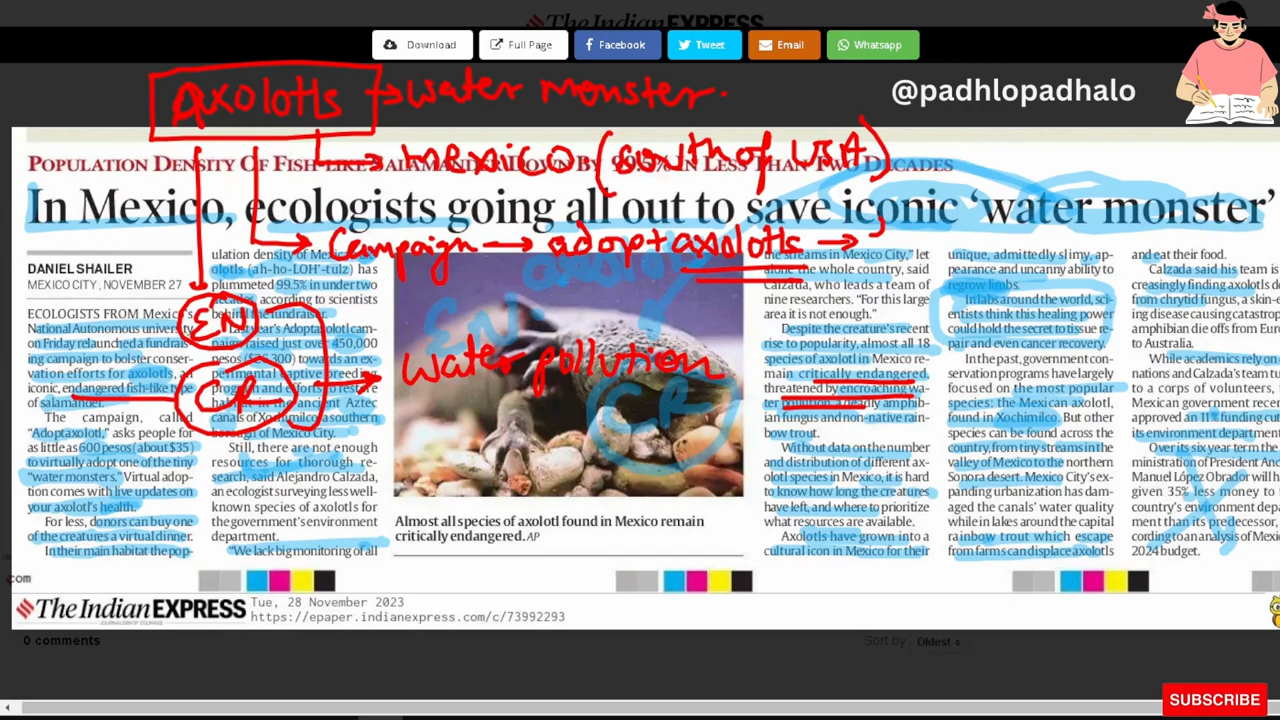 The Indian EXPRESS
Download
Full Page
Facebook
Tweet
Email
Whatsapp
@padhlopadhalo
Axolotls → water monster.
→ mexico (south of USA)
POPULATION DENSITY OF FISH-LIKE SALAMANDER DOWN BY 99.5% IN LESS THAN TWO DECADES
In Mexico, ecologists going all out to save iconic ‘water monster’
→ Campaign → adopt axolotls →
DANIEL SHAILER
MEXICO CITY, NOVEMBER 27
ECOLOGISTS FROM Mexico's
National Autonomous university
on Friday relaunched a fundrais-
ing campaign to bolster conser-
vation efforts for axolotls, an
iconic, endangered fish-like type
of salamander.
The campaign, called
“Adoptaxolotl,” asks people for
as little as 600 pesos (about $35)
to virtually adopt one of the tiny
“water monsters.” Virtual adop-
tion comes with live updates on
your axolotl's health.
For less, donors can buy one
of the creatures a virtual dinner.
In their main habitat the pop-
ulation density of Mexican
olotls (ah-ho-LOH'-tulz) has
plummeted 99.5% in under two
decades, according to scientists
behind the fundraiser.
Last year's Adoptaxolotl cam-
paign raised just over 450,000
pesos ($26,300) towards an ex-
perimental captive breeding
program and efforts to restore
habitat in the ancient Aztec
canals of Xochimilco, a southern
borough of Mexico City.
Still, there are not enough
resources for thorough re-
search, said Alejandro Calzada,
an ecologist surveying less well-
known species of axolotls for
the government's environment
department.
“We lack big monitoring of all
EN
CR
water pollution
CR
Almost all species of axolotl found in Mexico remain
critically endangered. AP
the streams in Mexico City,” let
alone the whole country, said
Calzada, who leads a team of
nine researchers. “For this large
area it is not enough.”
Despite the creature's recent
rise to popularity, almost all 18
species of axolotl in Mexico re-
main critically endangered,
threatened by encroaching wa-
ter pollution, a deadly amphib-
ian fungus and non-native rain-
bow trout.
Without data on the number
and distribution of different ax-
olotl species in Mexico, it is hard
to know how long the creatures
have left, and where to prioritize
what resources are available.
Axolotls have grown into a
cultural icon in Mexico for their
unique, admittedly slimy, ap-
pearance and uncanny ability to
regrow limbs.
In labs around the world, sci-
entists think this healing power
could hold the secret to tissue re-
pair and even cancer recovery.
In the past, government con-
servation programs have largely
focused on the most popular
species: the Mexican axolotl,
found in Xochimilco. But other
species can be found across the
country, from tiny streams in the
valley of Mexico to the northern
Sonora desert. Mexico City's ex-
panding urbanization has dam-
aged the canals' water quality
while in lakes around the capital
rainbow trout which escape
from farms can displace axolotls
and eat their food.
Calzada said his team is
creasingly finding axolotls de
from chytrid fungus, a skin-e
ing disease causing catastrop
amphibian die offs from Eur
to Australia.
While academics rely on
nations and Calzada's team tu
to a corps of volunteers,
Mexican government recen
approved an 11% funding cut
its environment department
Over its six year term the
ministration of President And
Manuel López Obrador will h
given 35% less money to
country's environment
ment than its predecessor,
cording to an analysis of Mexi
2024 budget.
com
The Indian EXPRESS
JOURNALISM OF COURAGE
Tue, 28 November 2023
https://epaper.indianexpress.com/c/73992293
0 comments
Sort by Oldest
SUBSCRIBE